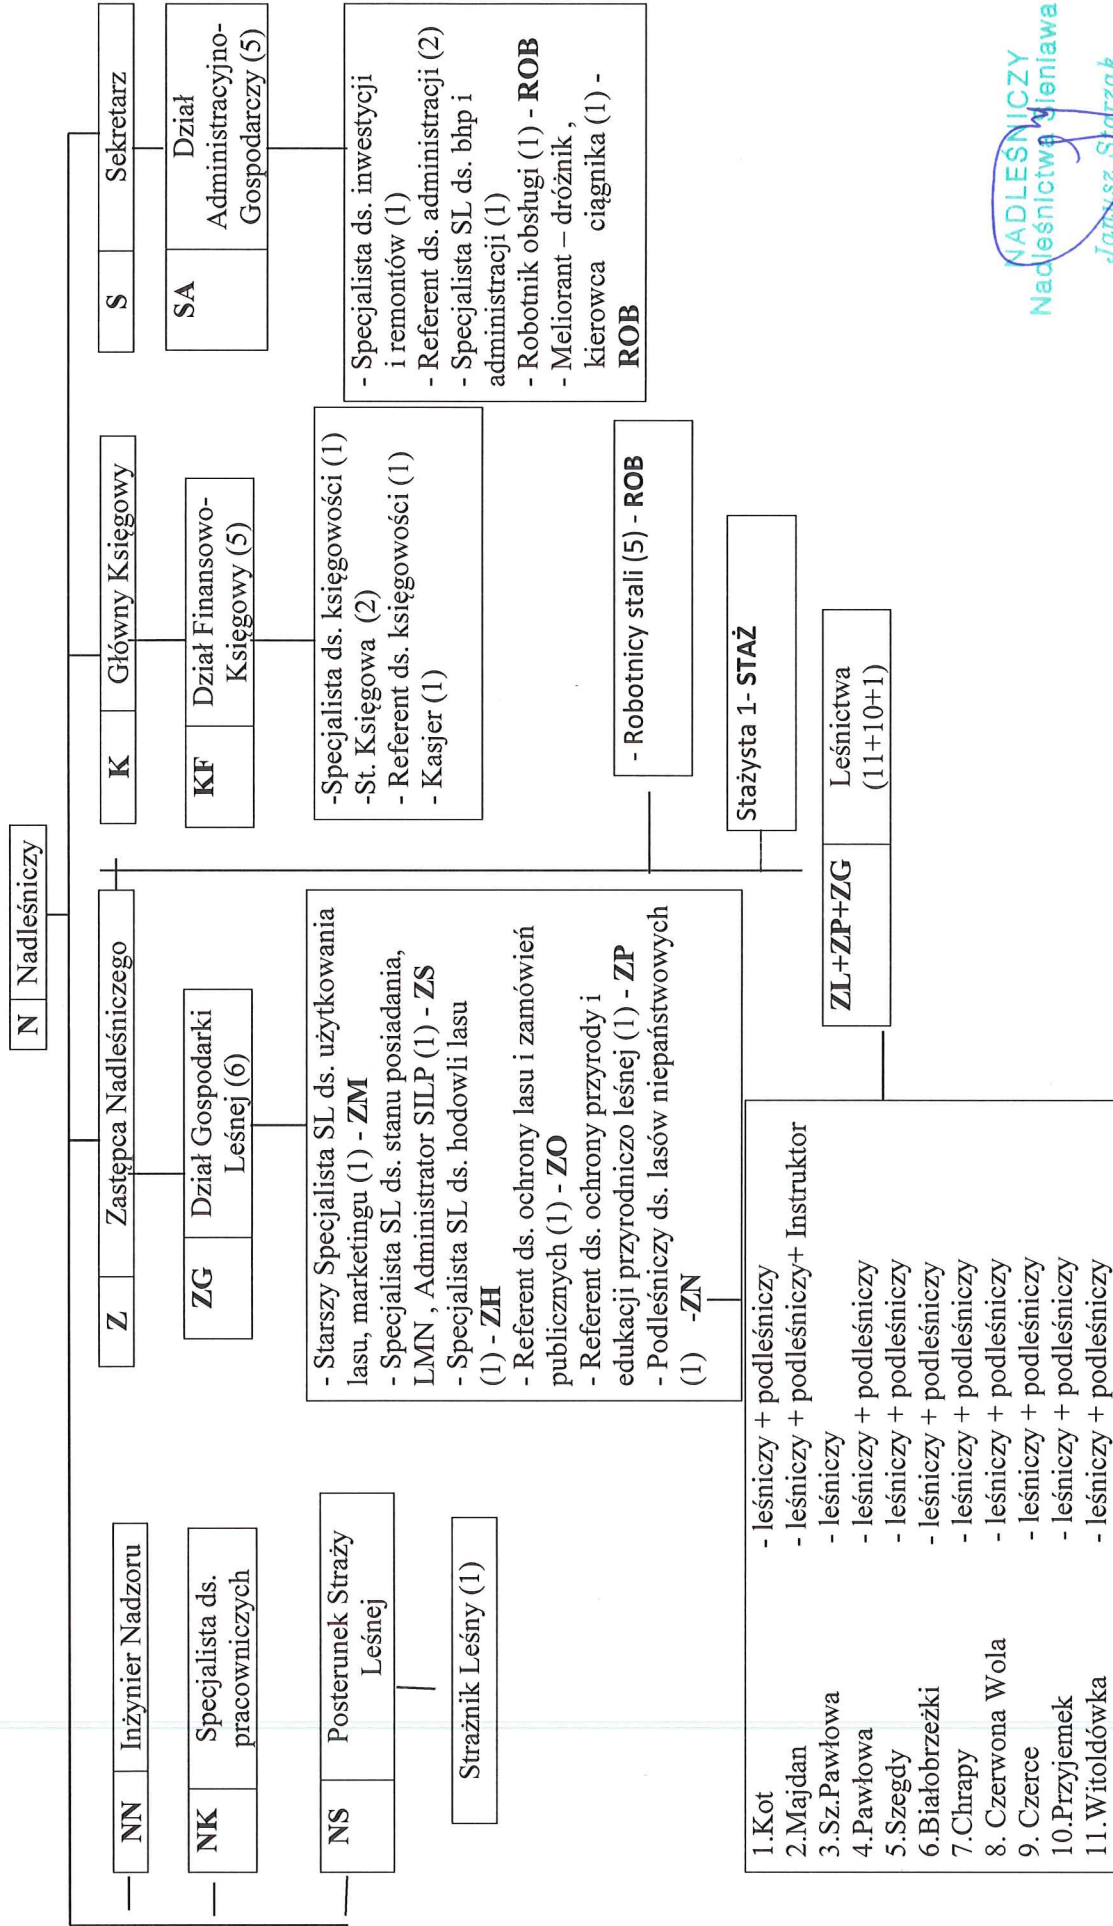 N Nadleśniczy
NN Inżynier Nadzoru
NK Specjalista ds.
pracowniczych
NS Posterunek Straży
Leśnej
Strażnik Leśny (1)
Z Zastępca Nadleśniczego
ZG Dział Gospodarki
Leśnej (6)
- Starszy Specjalista SL ds. użytkowania
lasu, marketingu (1) - ZM
- Specjalista SL ds. stanu posiadania,
LMN , Administrator SILP (1) - ZS
- Specjalista SL ds. hodowli lasu
(1) - ZH
- Referent ds. ochrony lasu i zamówień
publicznych (1) - ZO
- Referent ds. ochrony przyrody i
edukacji przyrodniczo leśnej (1) - ZP
- Podleśniczy ds. lasów niepaństwowych
(1) -ZN
K Główny Księgowy
KF Dział Finansowo-
Księgowy (5)
-Specjalista ds. księgowości (1)
-St. Księgowa (2)
- Referent ds. księgowości (1)
- Kasjer (1)
S Sekretarz
SA Dział
Administracyjno-
Gospodarczy (5)
- Specjalista ds. inwestycji
i remontów (1)
- Referent ds. administracji (2)
- Specjalista SL ds. bhp i
administracji (1)
- Robotnik obsługi (1) - ROB
- Meliorant – dróżnik ,
kierowca ciągnika (1) -
ROB
- Robotnicy stali (5) - ROB
Stażysta 1- STAŻ
ZL+ZP+ZG Leśnictwa
(11+10+1)
1.Kot - leśniczy + podleśniczy
2.Majdan - leśniczy + podleśniczy+ Instruktor
3.Sz.Pawłowa - leśniczy
4.Pawłowa - leśniczy + podleśniczy
5.Szegdy - leśniczy + podleśniczy
6.Białobrzeżki - leśniczy + podleśniczy
7.Chrapy - leśniczy + podleśniczy
8. Czerwona Wola - leśniczy + podleśniczy
9. Czerce - leśniczy + podleśniczy
10.Przyjemek - leśniczy + podleśniczy
11.Witoldówka - leśniczy + podleśniczy
NADLEŚNICZY
Nadleśnictwa Sieniawa
Janusz Starzak